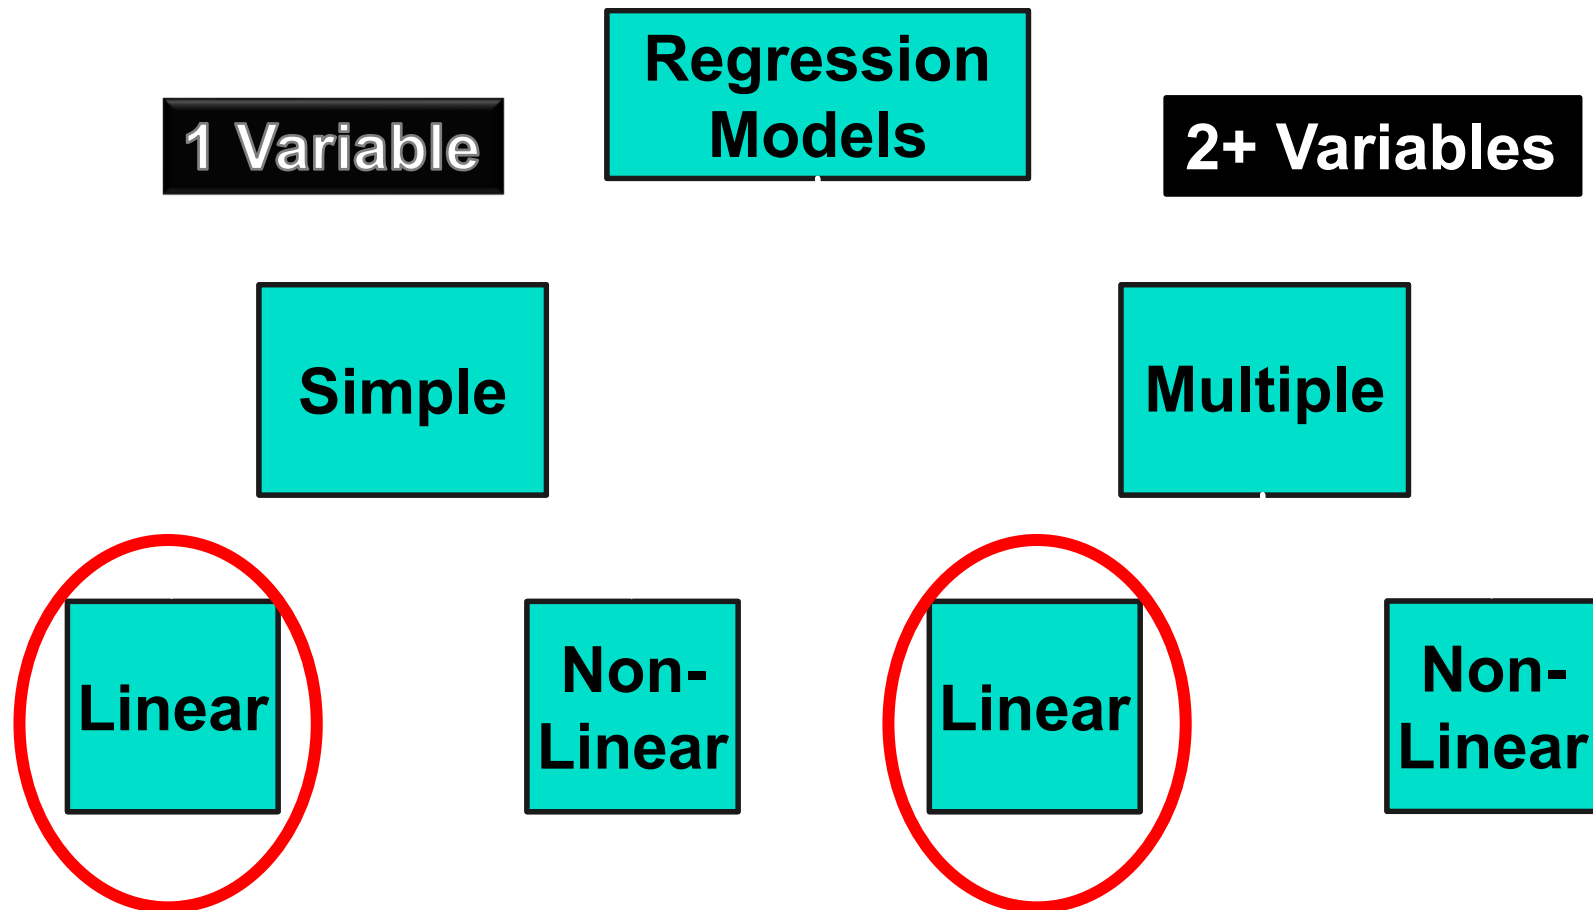 Regression
Models
1 Variable
2+ Variables
Simple
Multiple
Linear
Non-
Linear
Linear
Non-
Linear